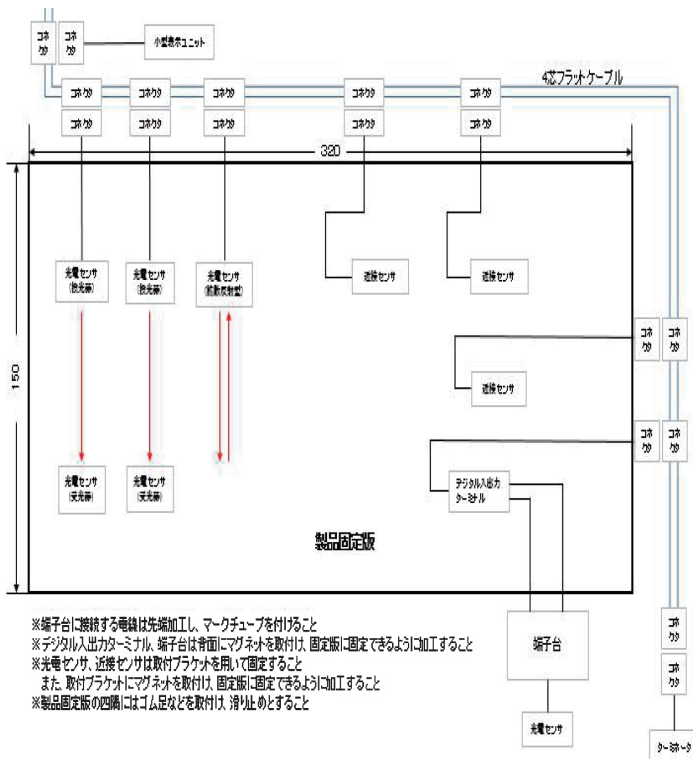 コネ
クタ
コネ
クタ
小型表示ユニット
4芯フラットケーブル
コネクタ
コネクタ
コネクタ
コネクタ
コネクタ
コネクタ
コネクタ
コネクタ
コネクタ
コネクタ
320
150
光電センサ
(投光器)
光電センサ
(投光器)
光電センサ
(拡散反射型)
近接センサ
近接センサ
コネ
クタ
コネ
クタ
近接センサ
コネ
クタ
コネ
クタ
光電センサ
(受光器)
光電センサ
(受光器)
デジタル入出力
ターミナル
製品固定版
※端子台に接続する電線は先端加工し、マークチューブを付けること
※デジタル入出力ターミナル、端子台は背面にマグネットを取付け、固定版に固定できるように加工すること
※光電センサ、近接センサは取付ブラケットを用いて固定すること
また、取付ブラケットにマグネットを取付け、固定版に固定できるように加工すること
※製品固定版の四隅にはゴム足などを取付け、滑り止めとすること
端子台
コネ
クタ
コネ
クタ
光電センサ
ターミネータ